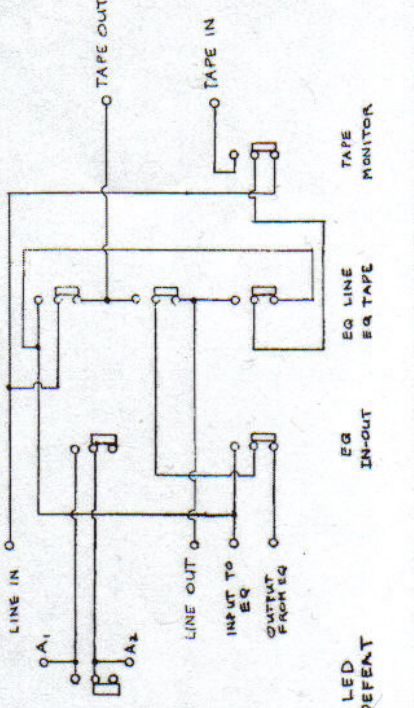 TAPE OUT
TAPE IN
TAPE
MONITOR
EQ LINE
EQ TAPE
EQ
IN-OUT
LINE IN
A1
A2
LINE OUT
INPUT TO
EQ
OUTPUT
FROM EQ
LED
DEFEAT